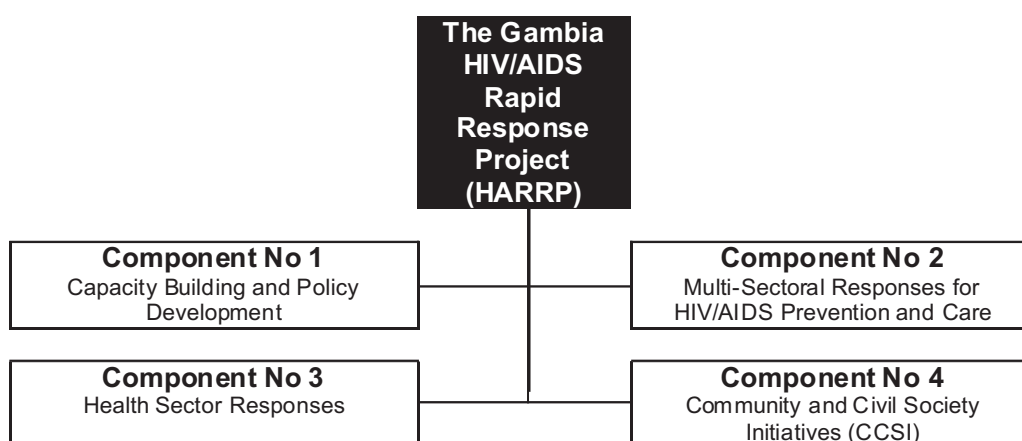 The Gambia
HIV/AIDS
Rapid
Response
Project
(HARRP)
Component No 1
Capacity Building and Policy
Development
Component No 2
Multi-Sectoral Responses for
HIV/AIDS Prevention and Care
Component No 3
Health Sector Responses
Component No 4
Community and Civil Society
Initiatives (CCSI)